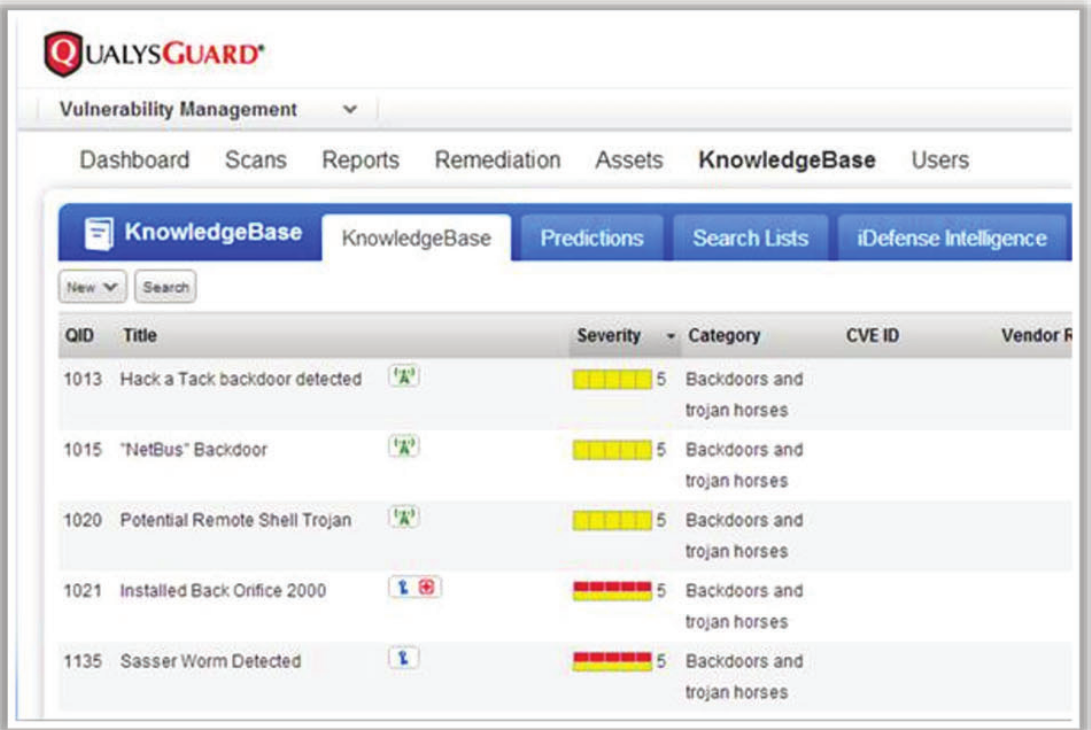 QUALYSGUARD®
Vulnerability Management
Dashboard Scans Reports Remediation Assets KnowledgeBase Users
KnowledgeBase KnowledgeBase Predictions Search Lists iDefense Intelligence
New Search
QID Title Severity Category CVE ID Vendor R
1013 Hack a Tack backdoor detected 5 Backdoors and
trojan horses
1015 "NetBus" Backdoor 5 Backdoors and
trojan horses
1020 Potential Remote Shell Trojan 5 Backdoors and
trojan horses
1021 Installed Back Orifice 2000 5 Backdoors and
trojan horses
1135 Sasser Worm Detected 5 Backdoors and
trojan horses